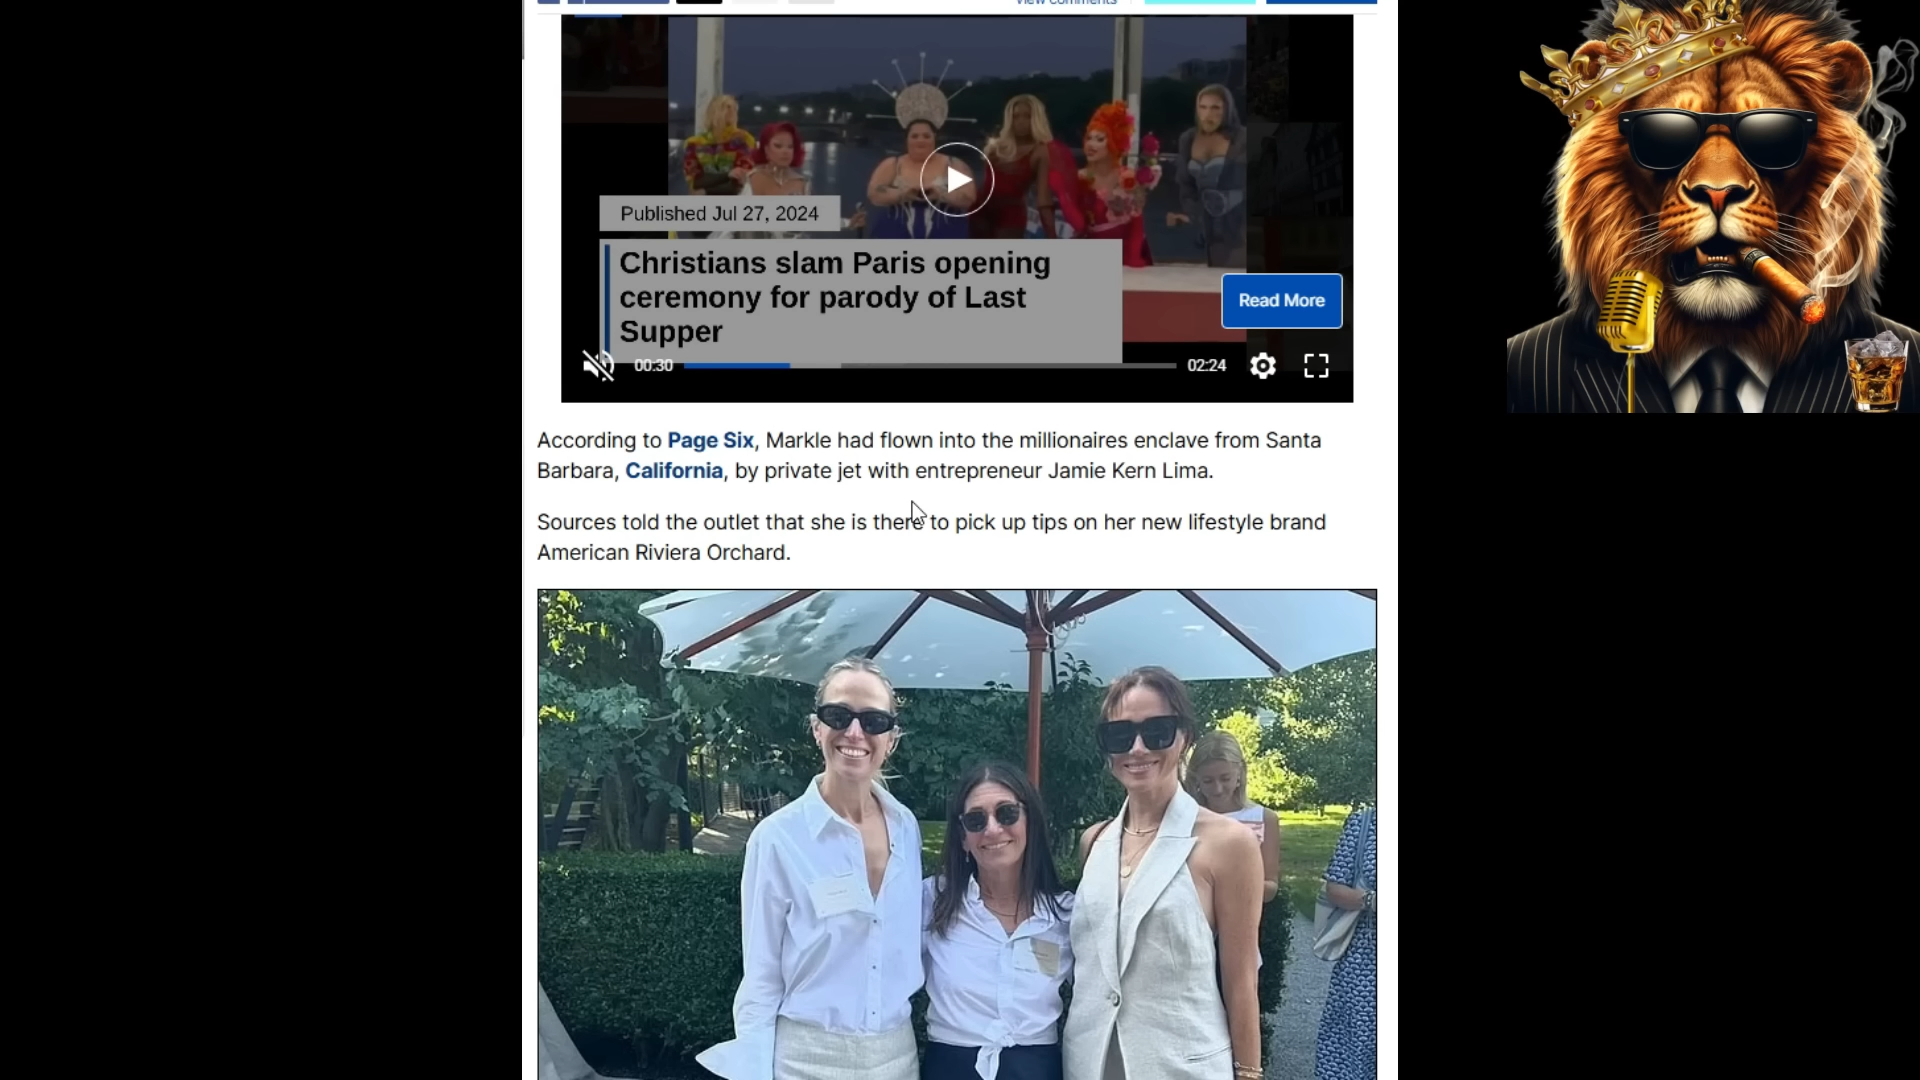 View comments
Published Jul 27, 2024
Christians slam Paris opening
ceremony for parody of Last
Supper
Read More
00:30
02:24
According to Page Six, Markle had flown into the millionaires enclave from Santa
Barbara, California, by private jet with entrepreneur Jamie Kern Lima.
Sources told the outlet that she is there to pick up tips on her new lifestyle brand
American Riviera Orchard.